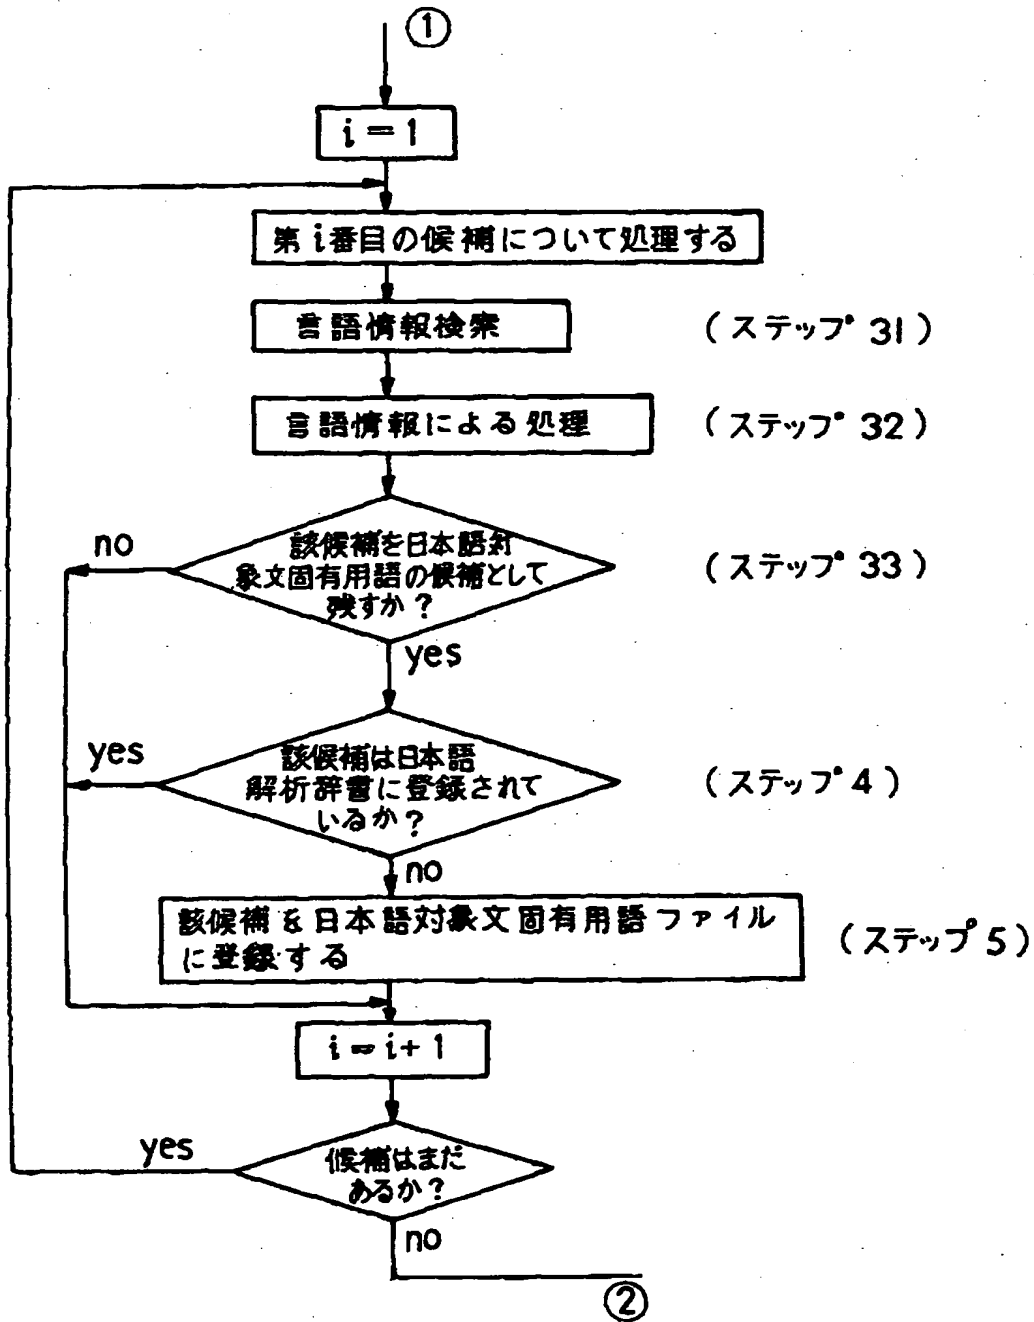 ①
i = 1
第i番目の候補について処理する
言語情報検索
(ステップ 31)
言語情報による処理
(ステップ 32)
no
該候補を日本語対
象文固有用語の候補として
残すか?
(ステップ 33)
yes
yes
該候補は日本語
解析辞書に登録されて
いるか?
(ステップ 4)
no
該候補を日本語対象文固有用語ファイル
に登録する
(ステップ 5)
i = i + 1
yes
候補はまだ
あるか?
no
②